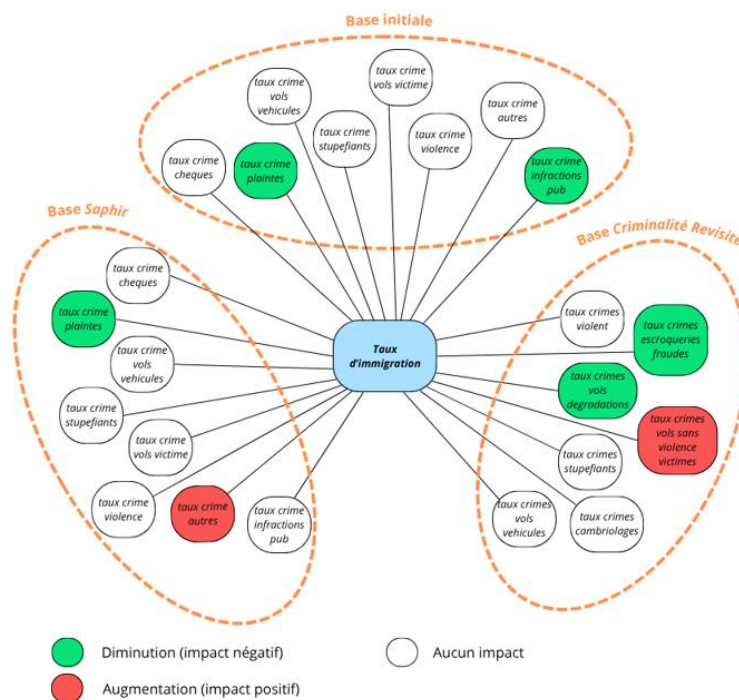 Base initiale
taux crime
vols
vehicules
taux crime
vols victime
taux crime
stupefiants
taux crime
violence
taux crime
autres
taux crime
cheques
taux crime
plaintes
taux crime
infractions
pub
Base Saphir
taux crime
cheques
taux crime
plaintes
taux crime
vols
vehicules
taux crime
stupefiants
taux crime
vols victime
taux crime
violence
taux crime
autres
taux crime
infractions
pub
Taux
d'immigration
Base Criminalité Revisité
taux crimes
violent
taux crimes
escroqueries
fraudes
taux crimes
vols
degradations
taux crimes
vols sans
violence
victimes
taux crimes
stupefiants
taux crimes
vols
vehicules
taux crimes
cambriolages
Diminution (impact négatif)
Aucun impact
Augmentation (impact positif)